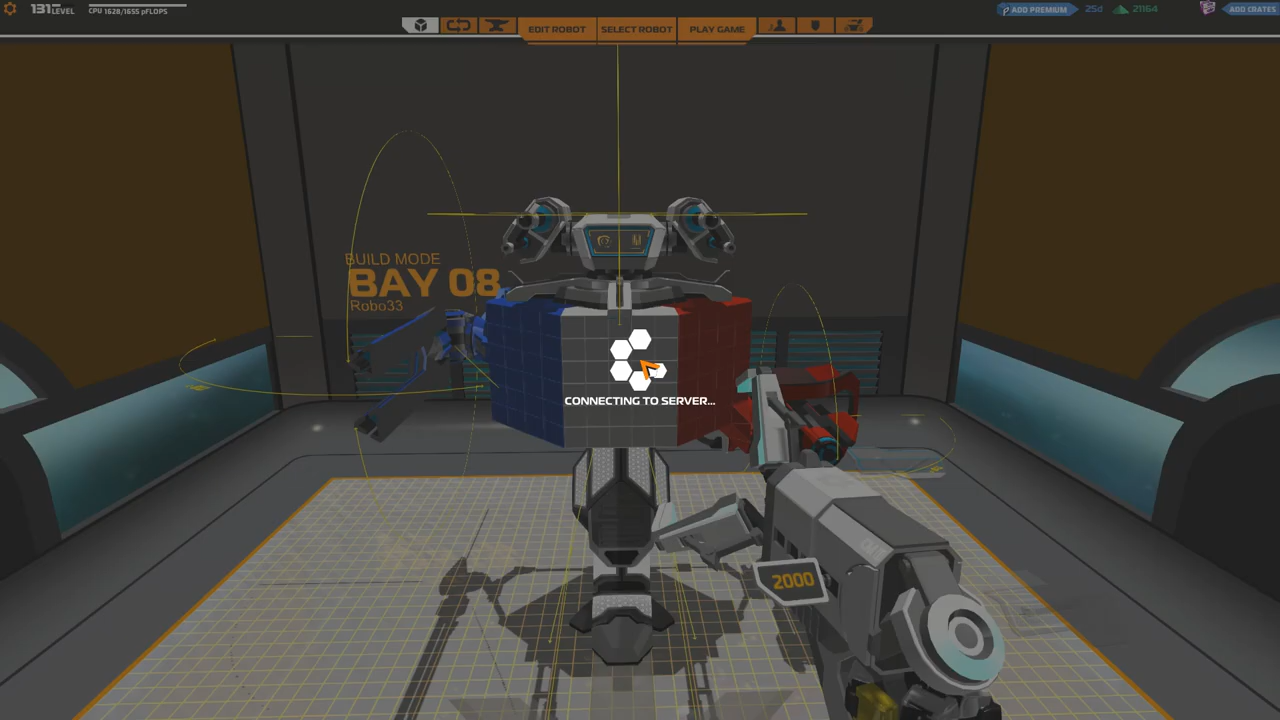 131 LEVEL
CPU 1628/1655 pFLOPS
ADD PREMIUM
25d
21164
ADD CRATES
EDIT ROBOT
SELECT ROBOT
PLAY GAME
BUILD MODE
BAY 08
Robo33
CONNECTING TO SERVER...
2000